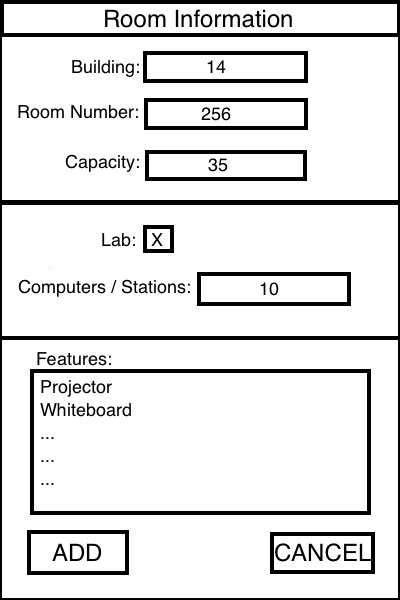 Room Information
Building: 14
Room Number: 256
Capacity: 35
Lab: X
Computers / Stations: 10
Features:
Projector
Whiteboard
...
...
...
ADD CANCEL